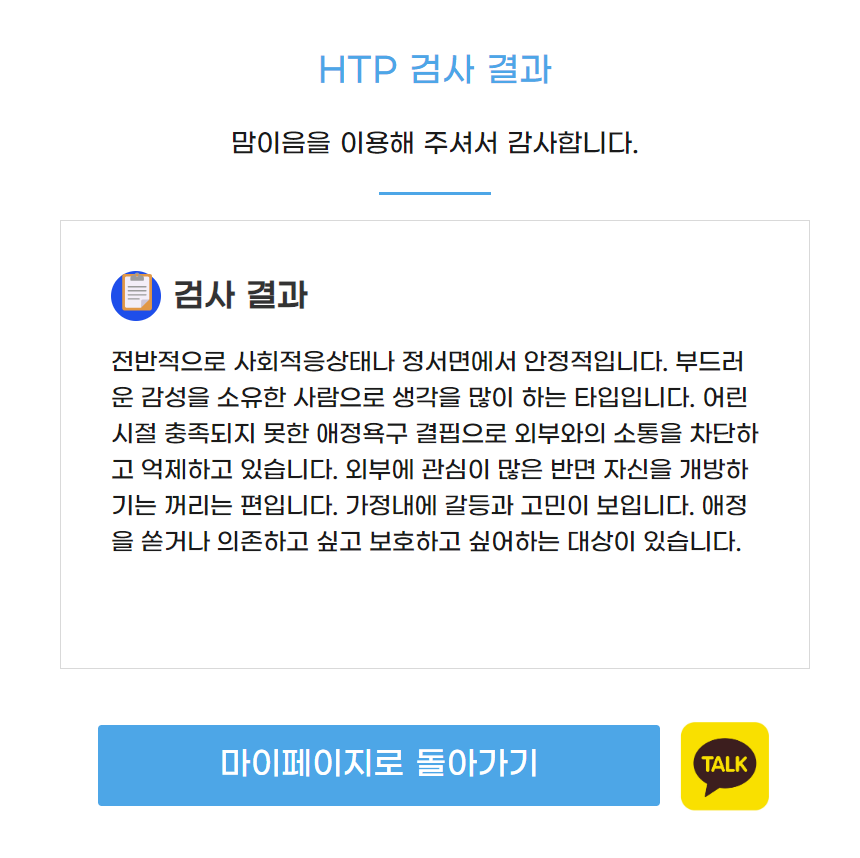 HTP 검사 결과
맘이음을 이용해 주셔서 감사합니다.
검사 결과
전반적으로 사회적응상태나 정서면에서 안정적입니다. 부드러
운 감성을 소유한 사람으로 생각을 많이 하는 타입입니다. 어린
시절 충족되지 못한 애정욕구 결핍으로 외부와의 소통을 차단하
고 억제하고 있습니다. 외부에 관심이 많은 반면 자신을 개방하
기는 꺼리는 편입니다. 가정내에 갈등과 고민이 보입니다. 애정
을 쏟거나 의존하고 싶고 보호하고 싶어하는 대상이 있습니다.
마이페이지로 돌아가기
TALK